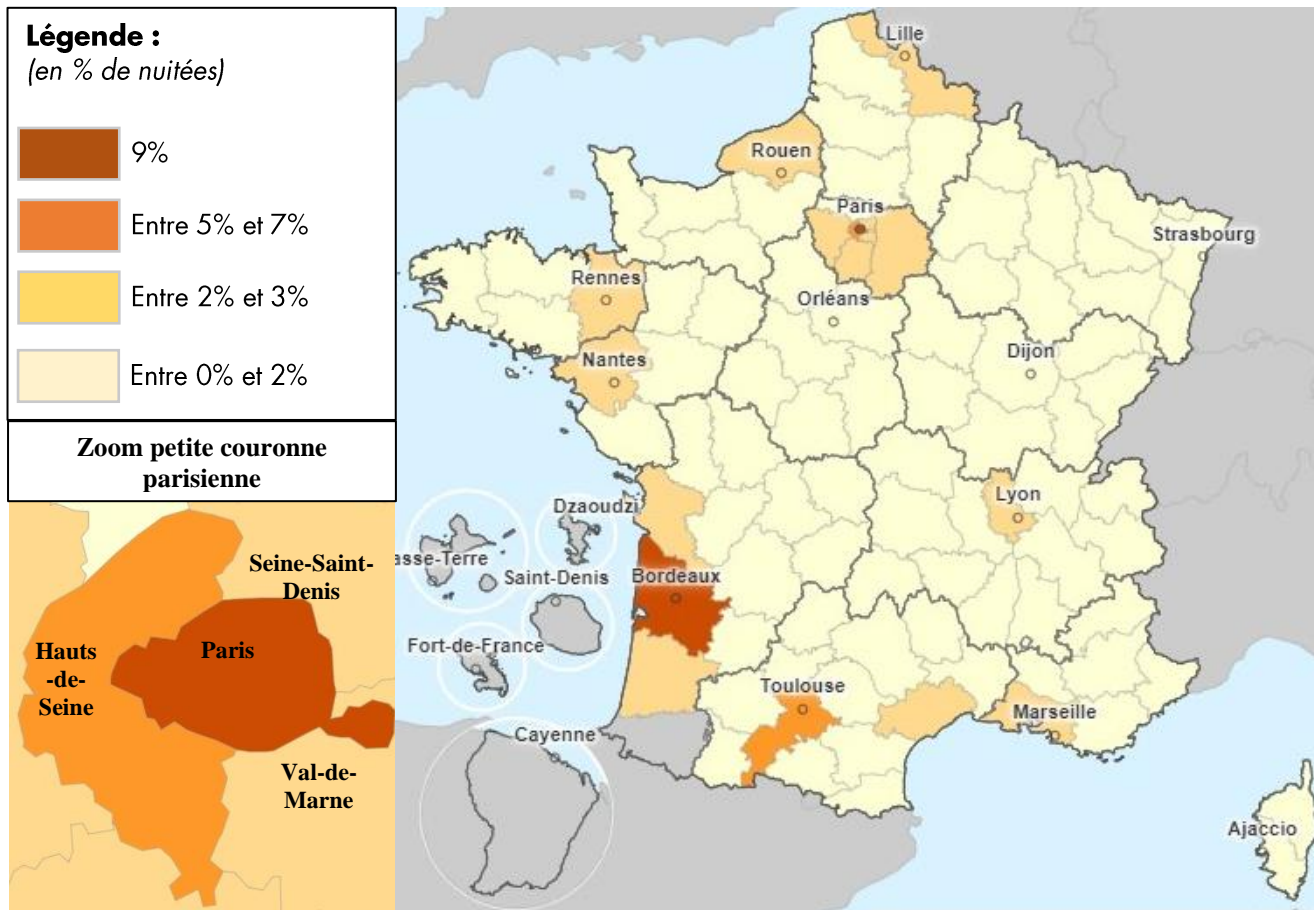 Légende :
(en % de nuitées)
9%
Entre 5% et 7%
Entre 2% et 3%
Entre 0% et 2%
Zoom petite couronne
parisienne
Seine-Saint-
Denis
Paris
Hauts
-de-
Seine
Val-de-
Marne
Lille
Rouen
Paris
Strasbourg
Rennes
Orléans
Nantes
Dijon
Lyon
Dzaoudzi
asse-Terre
Saint-Denis
Bordeaux
Fort-de-France
Toulouse
Marseille
Cayenne
Ajaccio